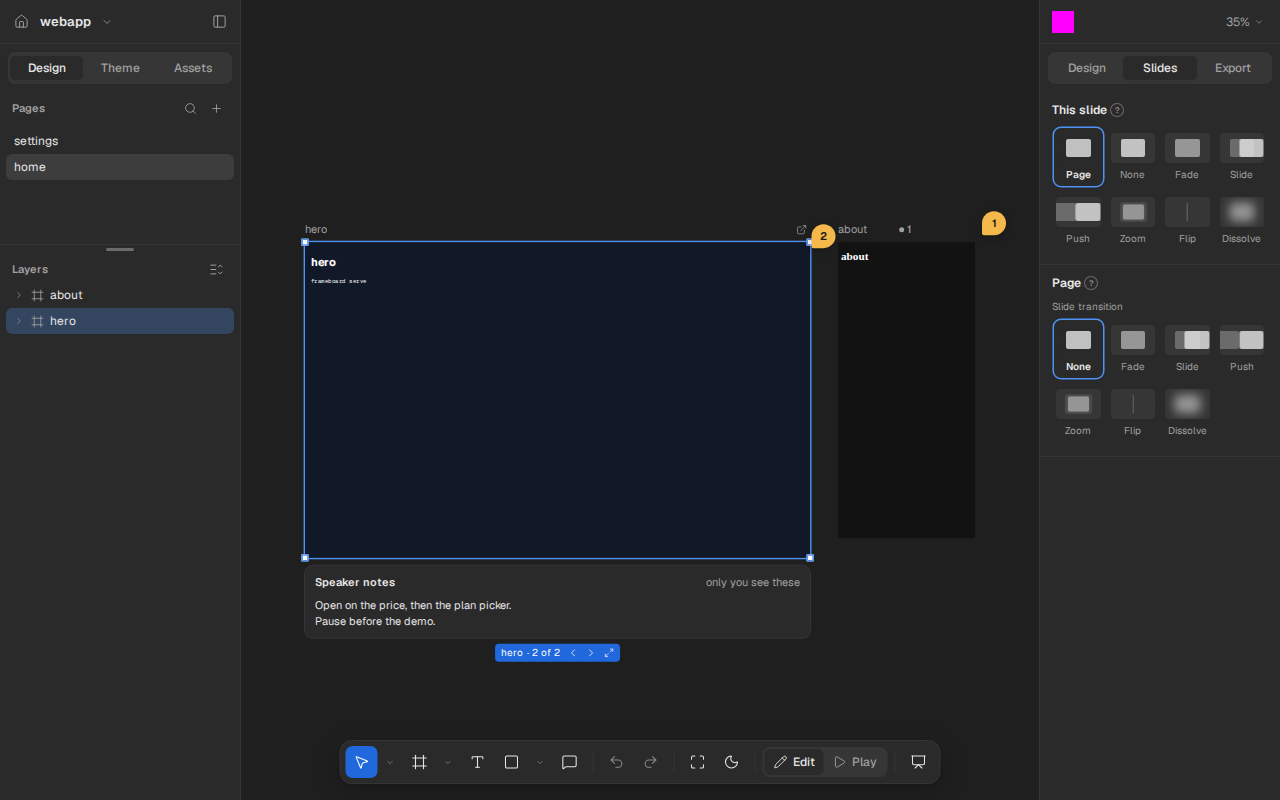 webapp
35%
Design
Theme
Assets
Design
Slides
Export
Pages
settings
home
Layers
about
hero
hero
2
about
1
1
hero
frameboard serve
about
Speaker notes
only you see these
Open on the price, then the plan picker.
Pause before the demo.
hero - 2 of 2
Edit
Play
This slide ?
Page
None
Fade
Slide
Push
Zoom
Flip
Dissolve
Page ?
Slide transition
None
Fade
Slide
Push
Zoom
Flip
Dissolve